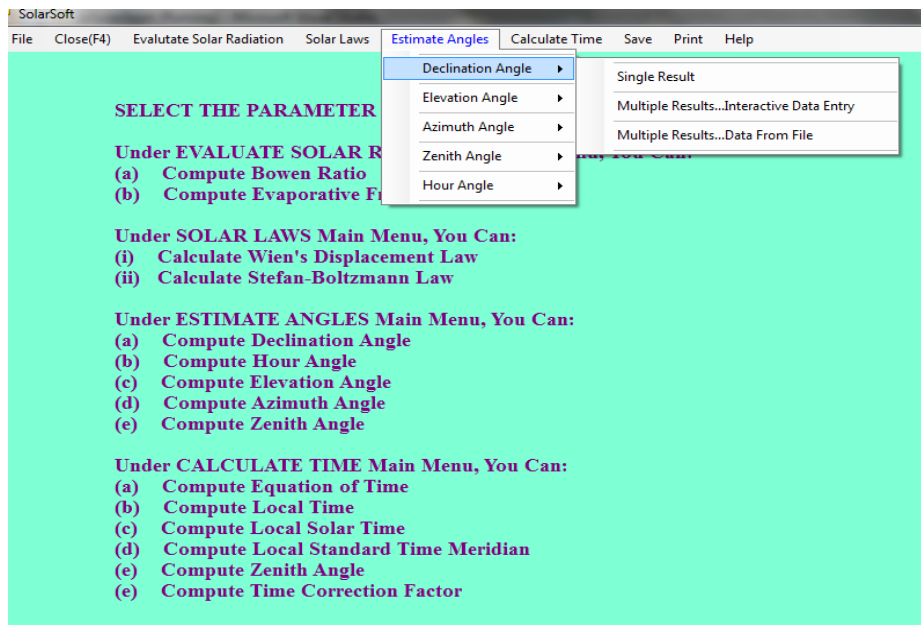 SolarSoft
File Close(F4) Evalutate Solar Radiation Solar Laws Estimate Angles Calculate Time Save Print Help
Declination Angle
Elevation Angle
Azimuth Angle
Zenith Angle
Hour Angle
Single Result
Multiple Results...Interactive Data Entry
Multiple Results...Data From File
SELECT THE PARAMETER
Under EVALUATE SOLAR R
(a) Compute Bowen Ratio
(b) Compute Evaporative
Under SOLAR LAWS Main Menu, You Can:
(i) Calculate Wien's Displacement Law
(ii) Calculate Stefan-Boltzmann Law
Under ESTIMATE ANGLES Main Menu, You Can:
(a) Compute Declination Angle
(b) Compute Hour Angle
(c) Compute Elevation Angle
(d) Compute Azimuth Angle
(e) Compute Zenith Angle
Under CALCULATE TIME Main Menu, You Can:
(a) Compute Equation of Time
(b) Compute Local Time
(c) Compute Local Solar Time
(d) Compute Local Standard Time Meridian
(e) Compute Zenith Angle
(e) Compute Time Correction Factor